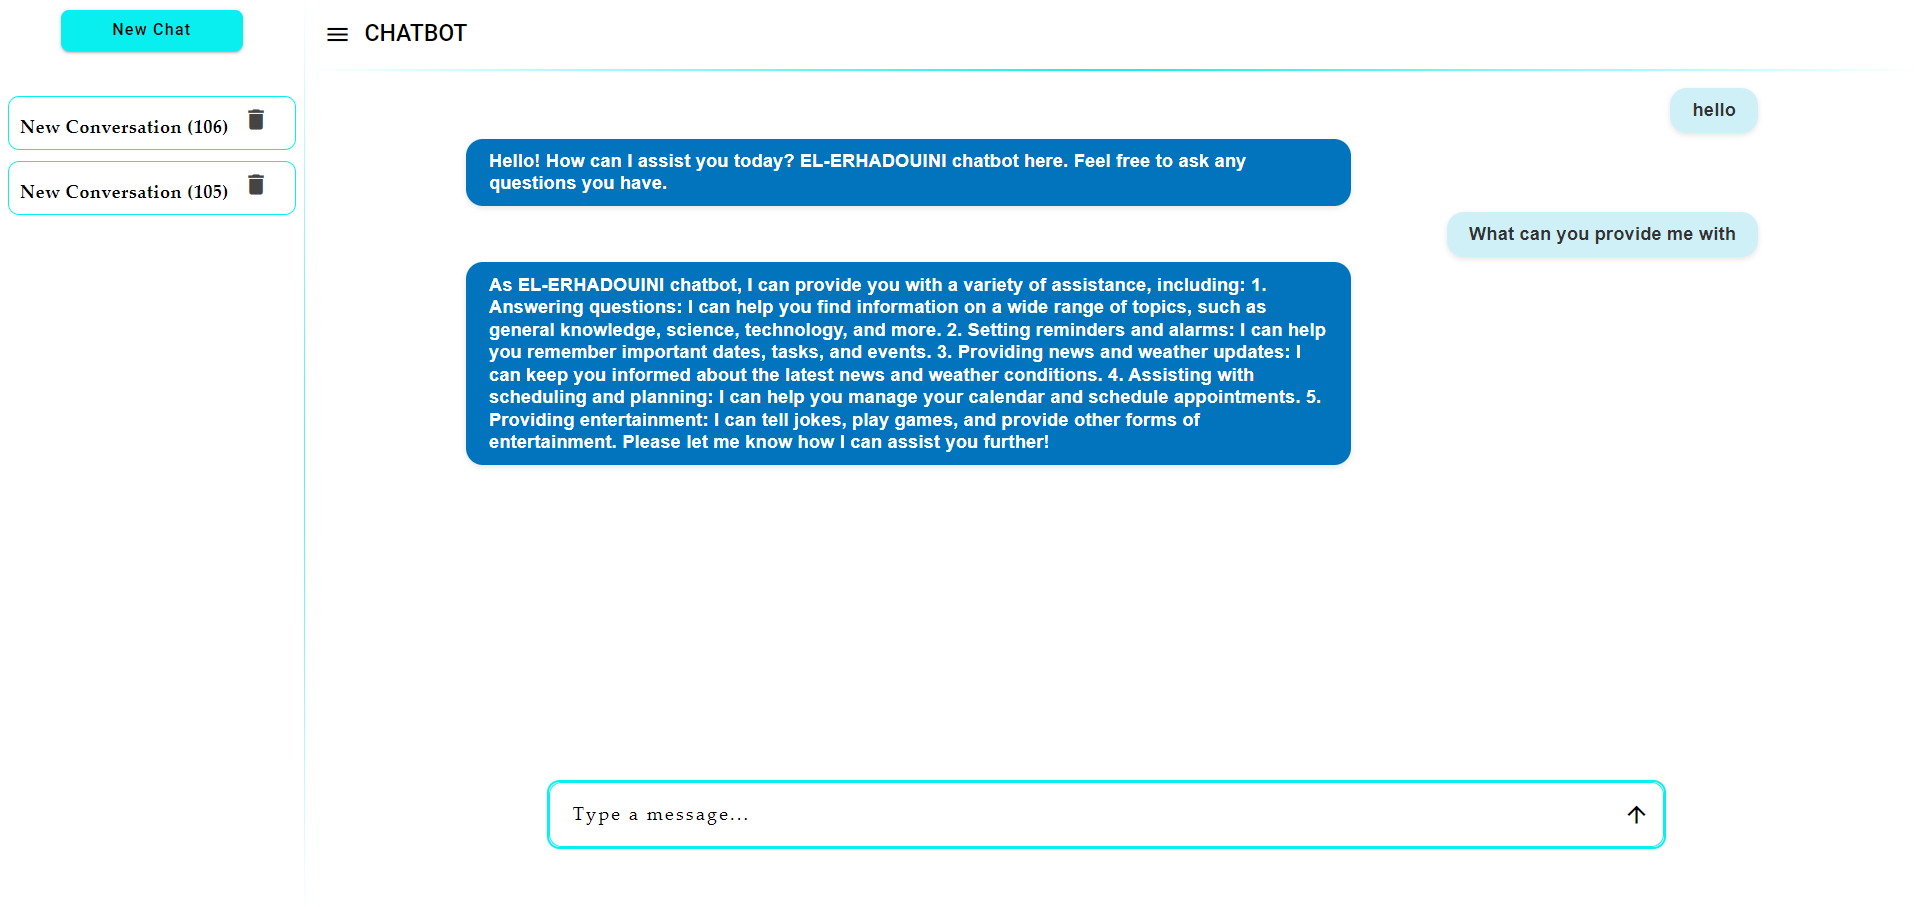 New Chat
New Conversation (106)
New Conversation (105)
CHATBOT
hello
Hello! How can I assist you today? EL-ERHADOUINI chatbot here. Feel free to ask any
questions you have.
What can you provide me with
As EL-ERHADOUINI chatbot, I can provide you with a variety of assistance, including: 1.
Answering questions: I can help you find information on a wide range of topics, such as
general knowledge, science, technology, and more. 2. Setting reminders and alarms: I can help
you remember important dates, tasks, and events. 3. Providing news and weather updates: I
can keep you informed about the latest news and weather conditions. 4. Assisting with
scheduling and planning: I can help you manage your calendar and schedule appointments. 5.
Providing entertainment: I can tell jokes, play games, and provide other forms of
entertainment. Please let me know how I can assist you further!
Type a message...